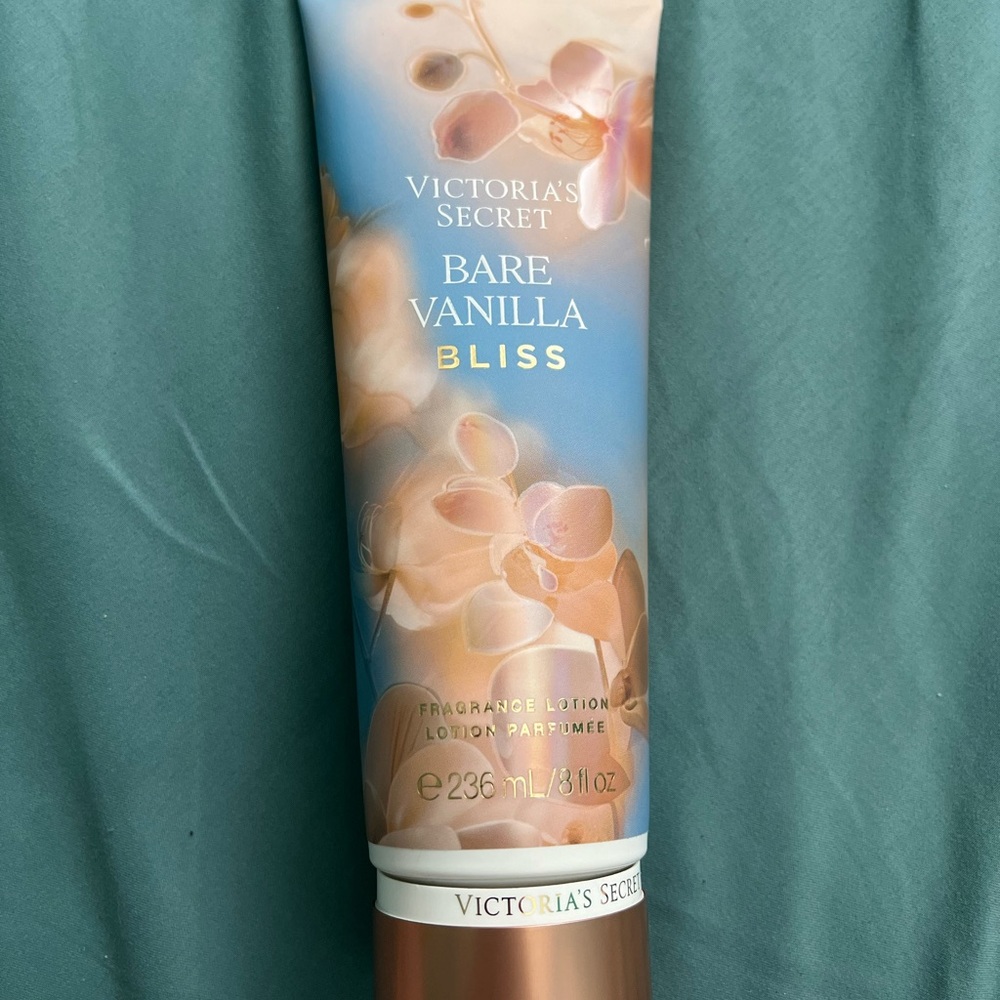 VICTORIA'S
SECRET
BARE
VANILLA
BLISS
FRAGRANCE LOTION
LOTION PARFUMÉE
℮ 236 mL/8 fl oz
VICTORIA'S SECRET